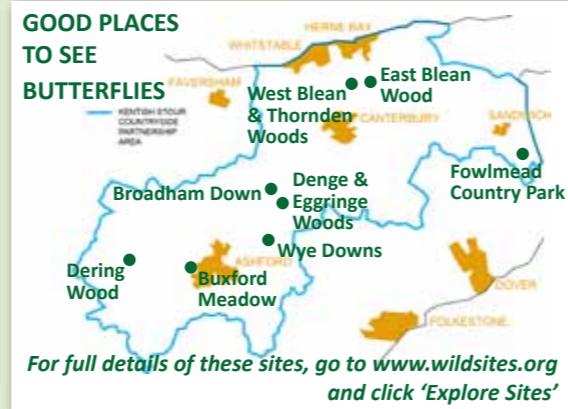 GOOD PLACES
TO SEE
BUTTERFLIES
HERNE BAY
WHITSTABLE
FAVERSHAM
East Blean
Wood
West Blean
& Thornden
Woods
CANTERBURY
SANDWICH
KENTISH STOUR
COUNTRYSIDE
PARTNERSHIP
AREA
Fowlmead
Country Park
Broadham Down
Denge &
Eggringe
Woods
Wye Downs
Dering
Wood
ASHFORD
Buxford
Meadow
DOVER
FOLKESTONE
For full details of these sites, go to www.wildsites.org
and click ‘Explore Sites’